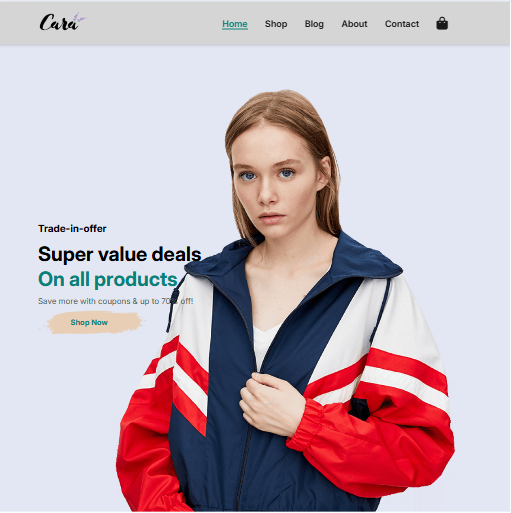 Cara
Home Shop Blog About Contact
Trade-in-offer
Super value deals
On all products
Save more with coupons & up to 70% off!
Shop Now